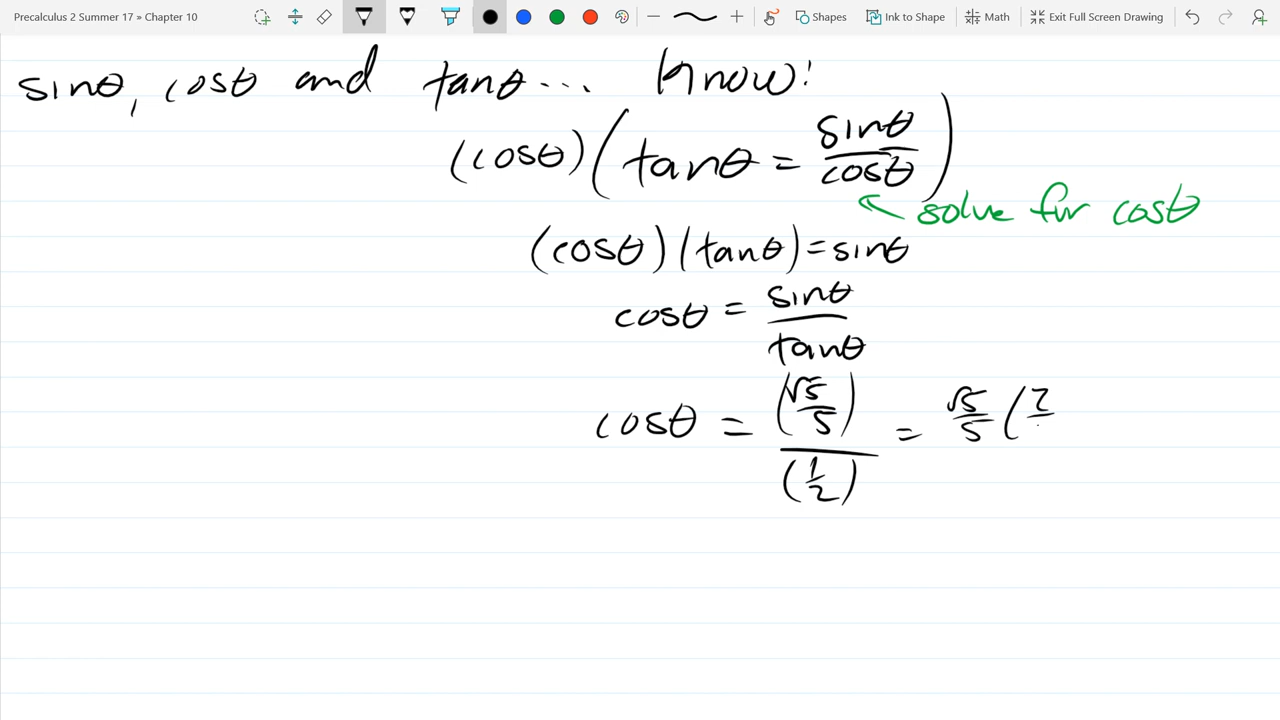 Precalculus 2 Summer 17 » Chapter 10 Shapes Ink to Shape Math Exit Full Screen Drawing
sinθ, cosθ and tanθ... Know:
(cosθ)(tanθ = sinθ/cosθ)
solve for cosθ
(cosθ)(tanθ)=sinθ
cosθ = sinθ/tanθ
cosθ = (√5/5)/(1/2) = √5/5 (2/